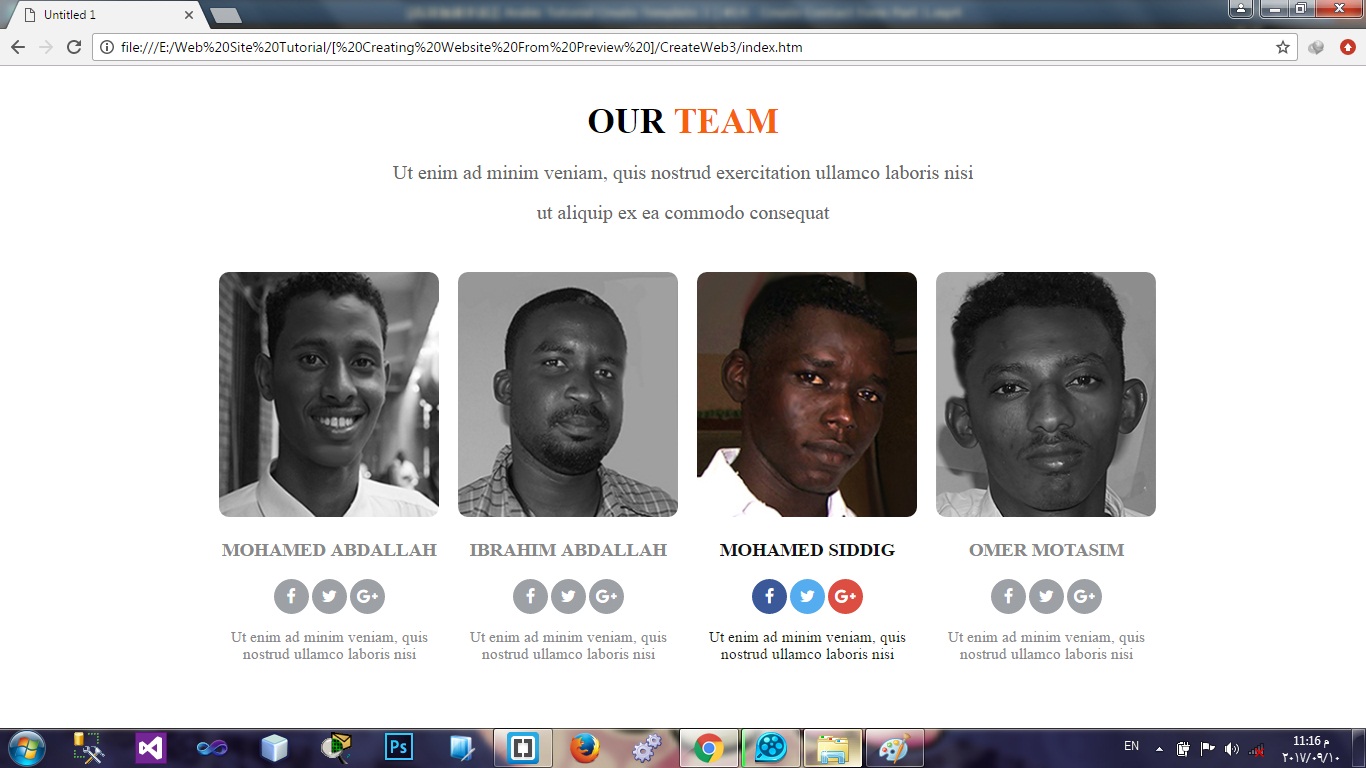 Untitled 1
file:///E:/Web%20Site%20Tutorial/[%20Creating%20Website%20From%20Preview%20]/CreateWeb3/index.htm
OUR TEAM
Ut enim ad minim veniam, quis nostrud exercitation ullamco laboris nisi
ut aliquip ex ea commodo consequat
MOHAMED ABDALLAH
Ut enim ad minim veniam, quis
nostrud ullamco laboris nisi
IBRAHIM ABDALLAH
Ut enim ad minim veniam, quis
nostrud ullamco laboris nisi
MOHAMED SIDDIG
Ut enim ad minim veniam, quis
nostrud ullamco laboris nisi
OMER MOTASIM
Ut enim ad minim veniam, quis
nostrud ullamco laboris nisi
Ps
EN
11:16 م
٢٠١٧/٠٩/١٠